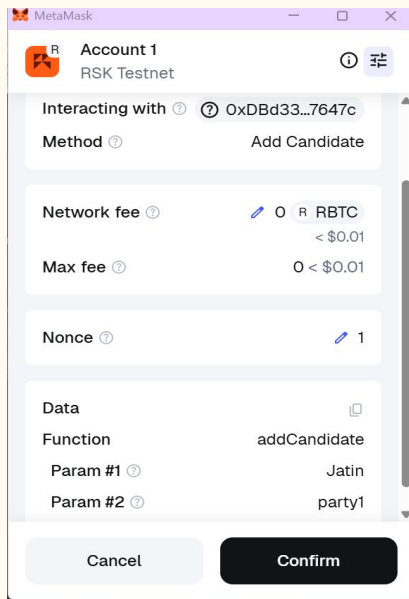 MetaMask
R
Account 1
RSK Testnet
Interacting with ? ? 0xDBd33...7647c
Method ? Add Candidate
Network fee ? 0 R RBTC
< $0.01
Max fee ? 0 < $0.01
Nonce ? 1
Data
Function addCandidate
Param #1 ? Jatin
Param #2 ? party1
Cancel Confirm